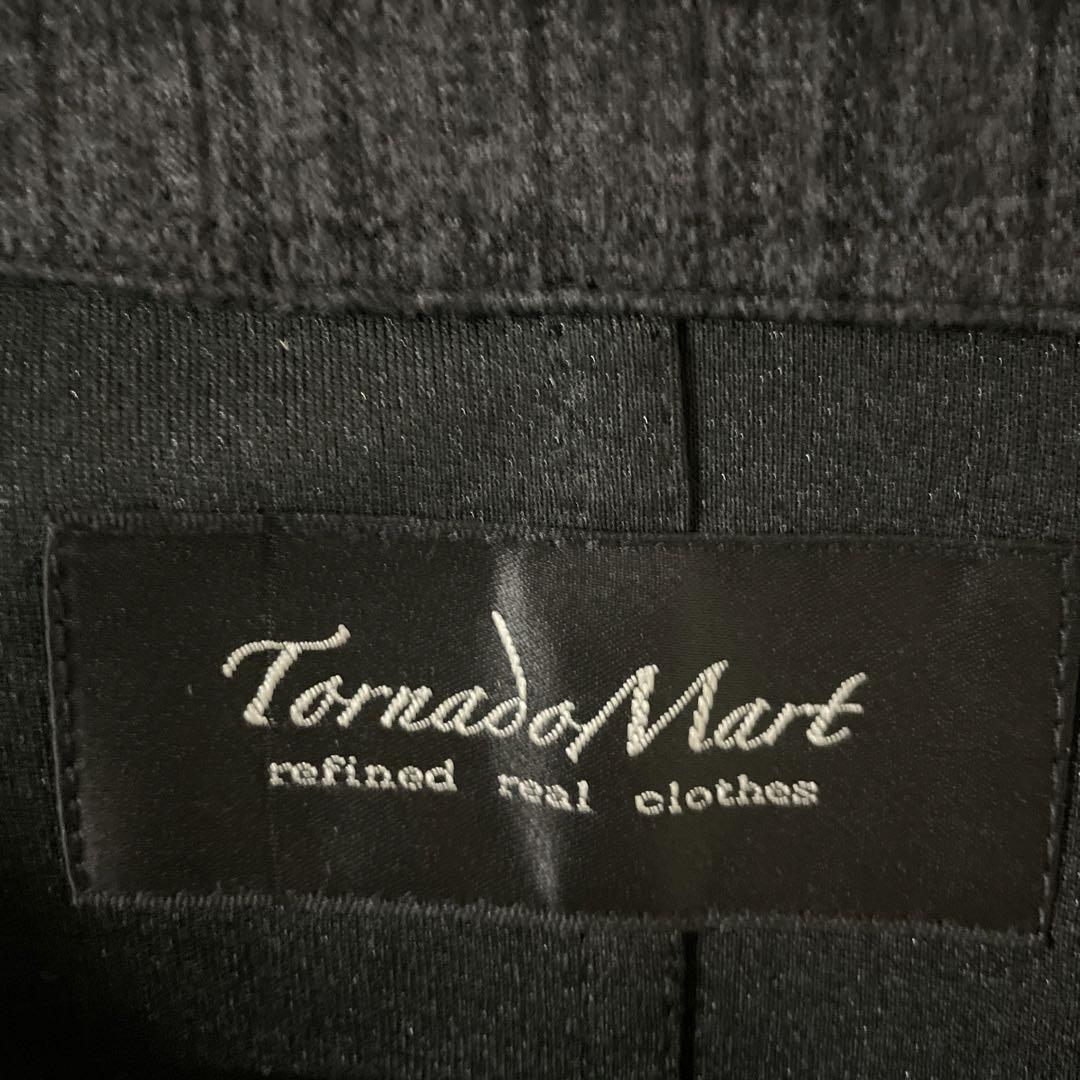 TornadoMart
refined real clothes